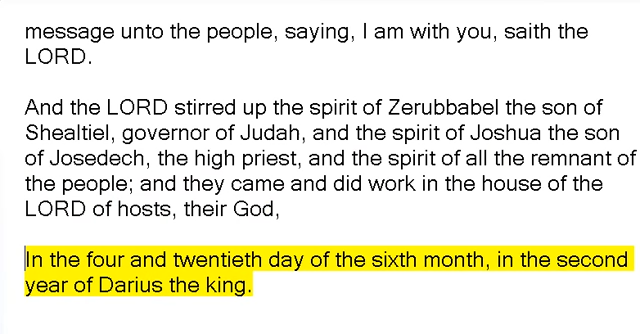 message unto the people, saying, I am with you, saith the
LORD.
And the LORD stirred up the spirit of Zerubbabel the son of
Shealtiel, governor of Judah, and the spirit of Joshua the son
of Josedech, the high priest, and the spirit of all the remnant of
the people; and they came and did work in the house of the
LORD of hosts, their God,
In the four and twentieth day of the sixth month, in the second
year of Darius the king.